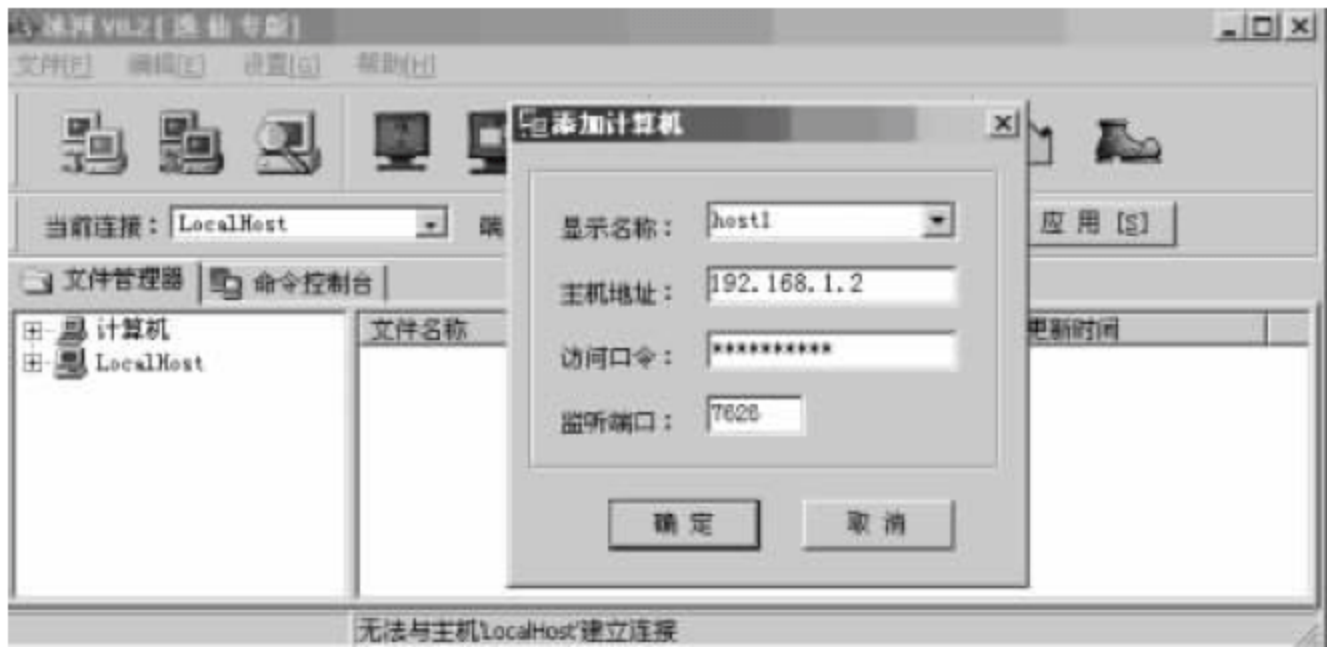 冰河 V8.2 [ 逸 仙 专 版]
文件[F] 编辑[E] 设置[G] 帮助[H]
添加计算机
当前连接： LocalHost 端
应 用 [S]
显示名称： host1
主机地址： 192.168.1.2
访问口令： **********
监听端口： 7626
确 定 取 消
文件管理器 命令控制台
文件名称 更新时间
计算机
LocalHost
无法与主机'LocalHost'建立连接